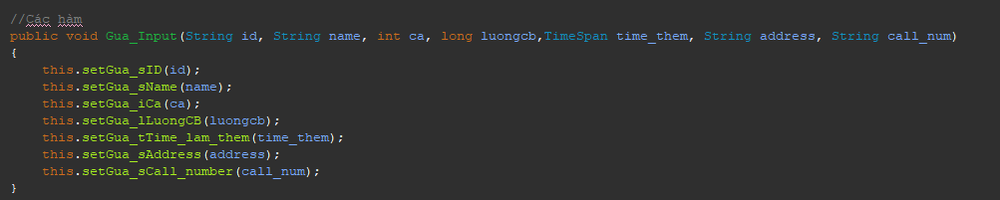 //Các hàm
public void Gua_Input(String id, String name, int ca, long luongcb,TimeSpan time_them, String address, String call_num)
{
this.setGua_sID(id);
this.setGua_sName(name);
this.setGua_iCa(ca);
this.setGua_lLuongCB(luongcb);
this.setGua_tTime_lam_them(time_them);
this.setGua_sAddress(address);
this.setGua_sCall_number(call_num);
}